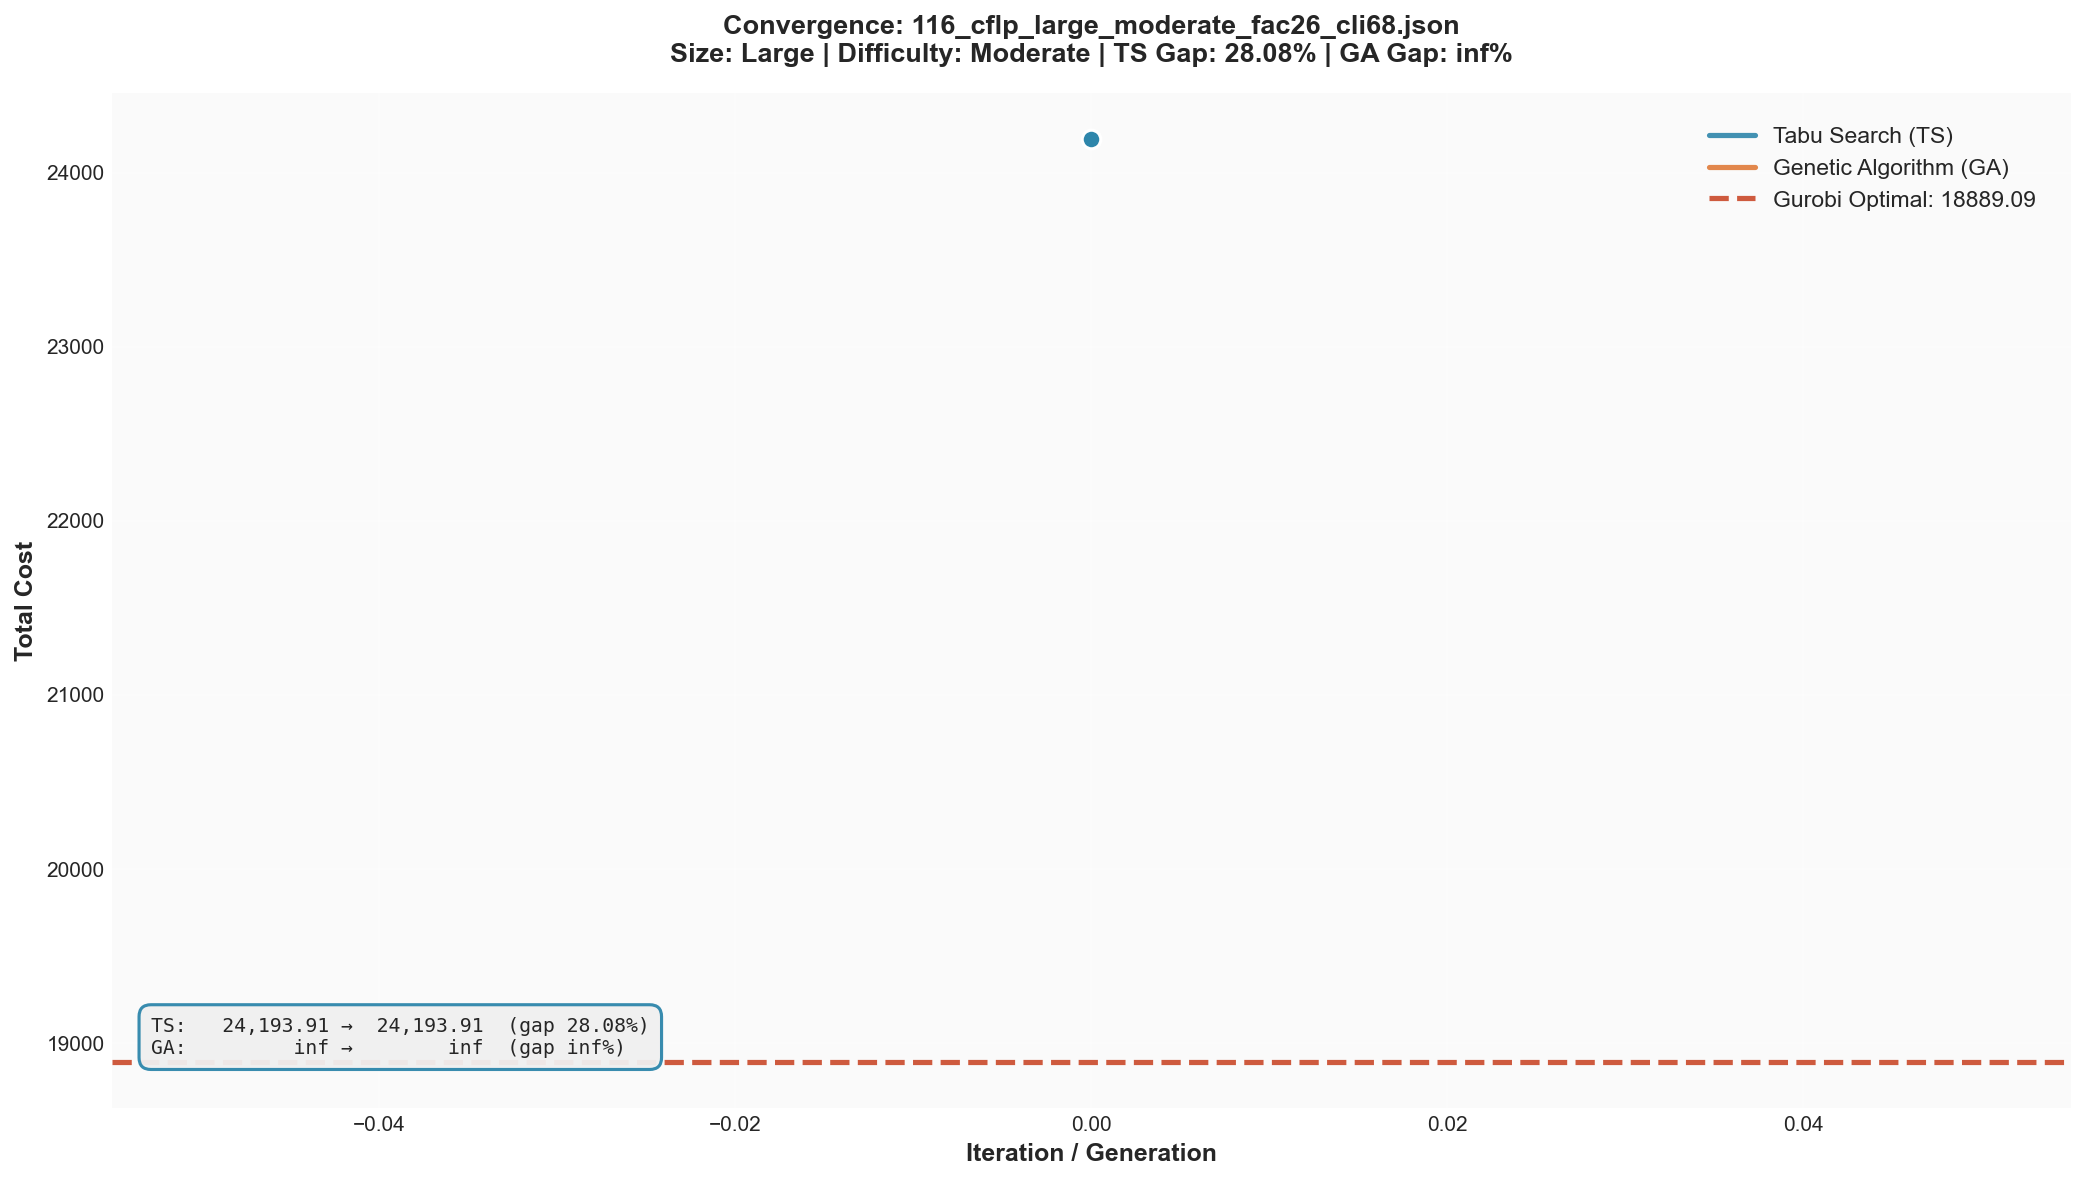 Convergence: 116_cflp_large_moderate_fac26_cli68.json
Size: Large | Difficulty: Moderate | TS Gap: 28.08% | GA Gap: inf%
Tabu Search (TS)
Genetic Algorithm (GA)
Gurobi Optimal: 18889.09
24000
23000
22000
21000
20000
19000
Total Cost
TS:   24,193.91 →  24,193.91  (gap 28.08%)
GA:         inf →        inf  (gap inf%)
−0.04
−0.02
0.00
0.02
0.04
Iteration / Generation